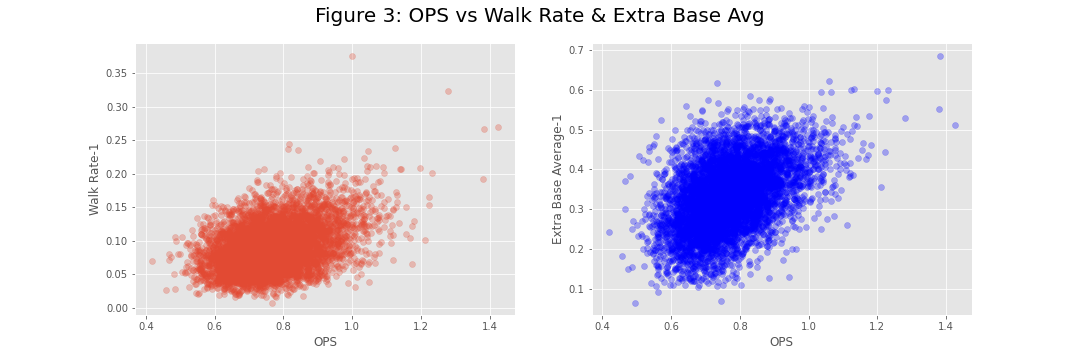 Figure 3: OPS vs Walk Rate & Extra Base Avg
Walk Rate-1
0.35
0.30
0.25
0.20
0.15
0.10
0.05
0.00
0.4 0.6 0.8 1.0 1.2 1.4
OPS
Extra Base Average-1
0.7
0.6
0.5
0.4
0.3
0.2
0.1
0.4 0.6 0.8 1.0 1.2 1.4
OPS